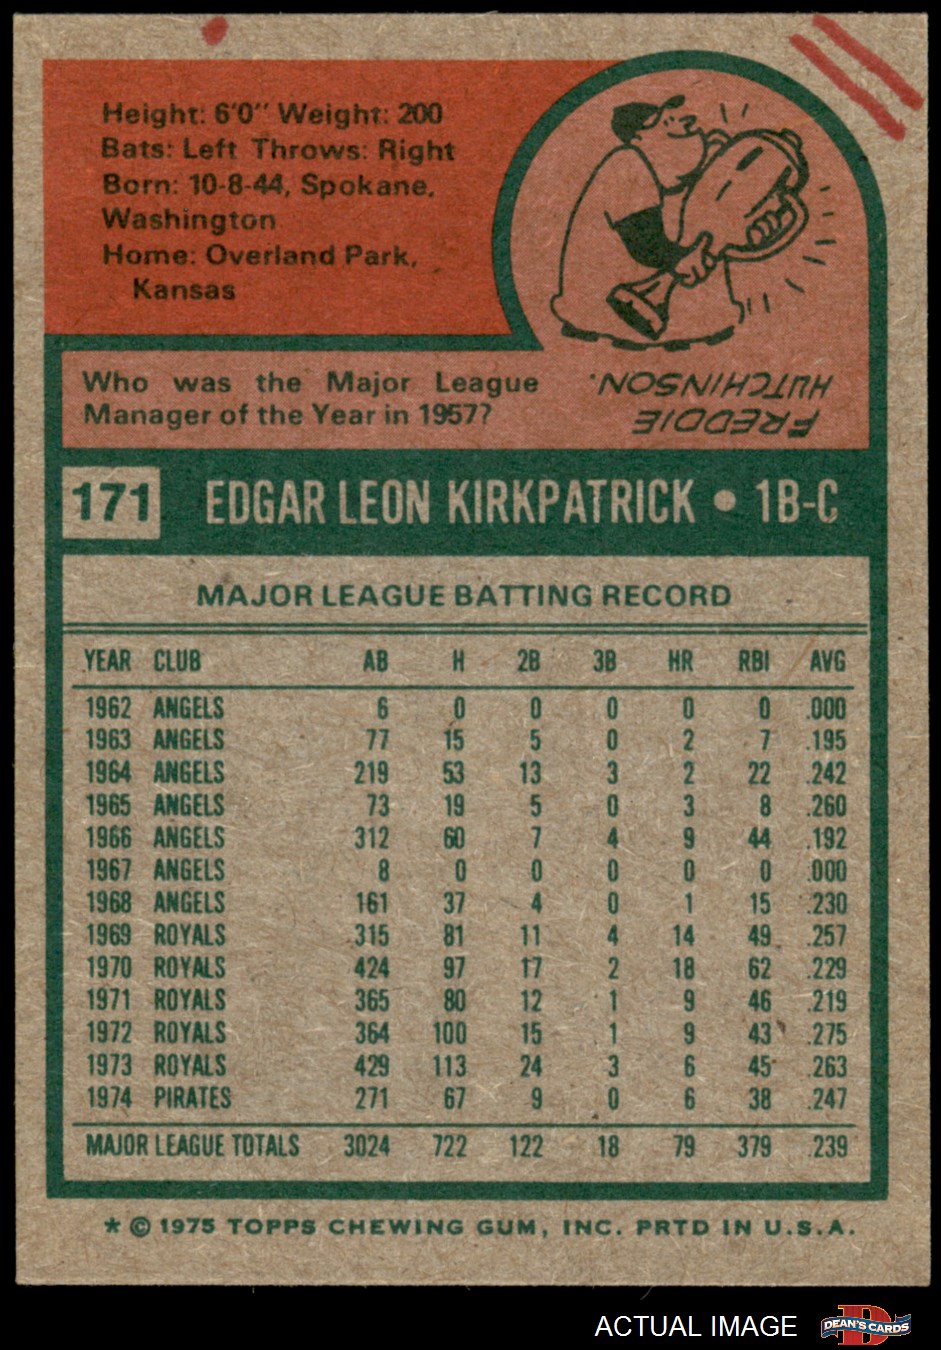 Height: 6'0" Weight: 200
Bats: Left Throws: Right
Born: 10-8-44, Spokane,
Washington
Home: Overland Park,
Kansas
Who was the Major League
Manager of the Year in 1957?
FREDDIE
HUTCHINSON.
171 EDGAR LEON KIRKPATRICK • 1B-C
MAJOR LEAGUE BATTING RECORD
YEAR CLUB AB H 2B 3B HR RBI AVG
1962 ANGELS 6 0 0 0 0 0 .000
1963 ANGELS 77 15 5 0 2 7 .195
1964 ANGELS 219 53 13 3 2 22 .242
1965 ANGELS 73 19 5 0 3 8 .260
1966 ANGELS 312 60 7 4 9 44 .192
1967 ANGELS 8 0 0 0 0 0 .000
1968 ANGELS 161 37 4 0 1 15 .230
1969 ROYALS 315 81 11 4 14 49 .257
1970 ROYALS 424 97 17 2 18 62 .229
1971 ROYALS 365 80 12 1 9 46 .219
1972 ROYALS 364 100 15 1 9 43 .275
1973 ROYALS 429 113 24 3 6 45 .263
1974 PIRATES 271 67 9 0 6 38 .247
MAJOR LEAGUE TOTALS 3024 722 122 18 79 379 .239
* © 1975 TOPPS CHEWING GUM, INC. PRTD IN U.S.A.
ACTUAL IMAGE
D
DEAN'S CARDS